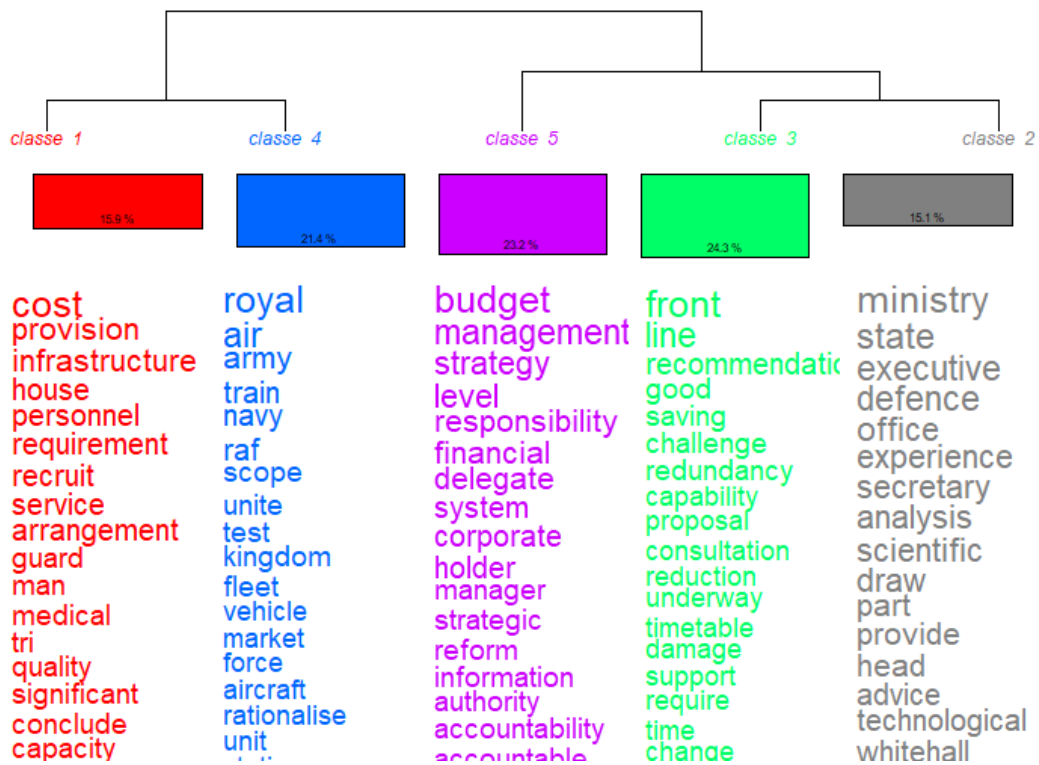 classe 1
classe 4
classe 5
classe 3
classe 2
15.9 %
21.4 %
23.2 %
24.3 %
15.1 %
cost
provision
infrastructure
house
personnel
requirement
recruit
service
arrangement
guard
man
medical
tri
quality
significant
conclude
capacity
royal
air
army
train
navy
raf
scope
unite
test
kingdom
fleet
vehicle
market
force
aircraft
rationalise
unit
budget
management
strategy
level
responsibility
financial
delegate
system
corporate
holder
manager
strategic
reform
information
authority
accountability
accountable
front
line
recommendatic
good
saving
challenge
redundancy
capability
proposal
consultation
reduction
underway
timetable
damage
support
require
time
change
ministry
state
executive
defence
office
experience
secretary
analysis
scientific
draw
part
provide
head
advice
technological
whitehall